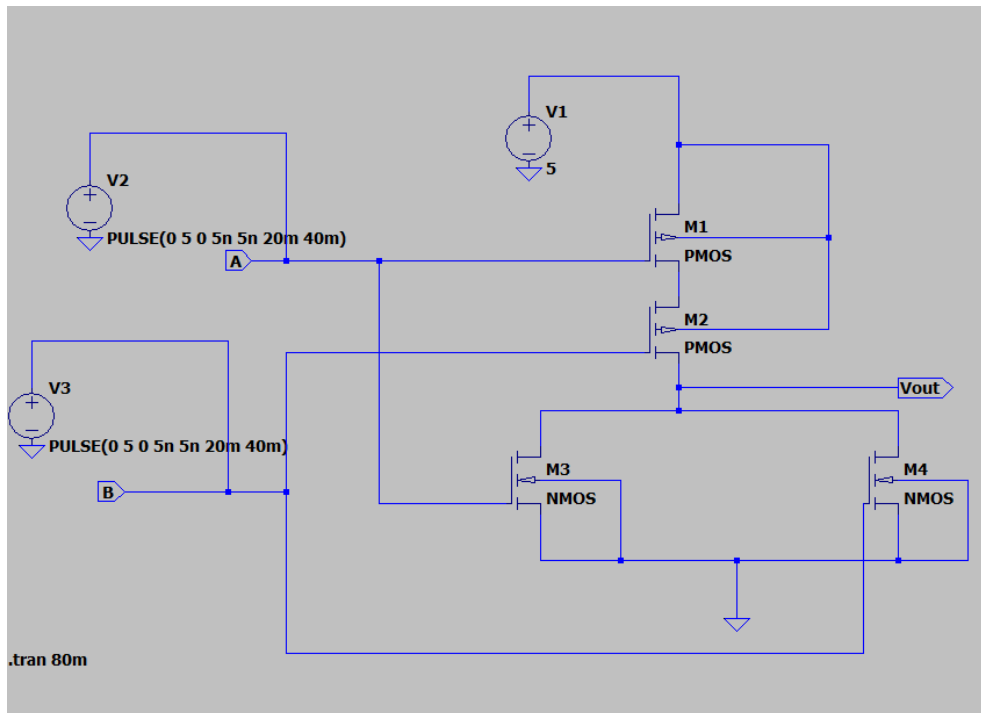 V1
5
V2
PULSE(0 5 0 5n 5n 20m 40m)
A
M1
PMOS
M2
PMOS
V3
PULSE(0 5 0 5n 5n 20m 40m)
B
Vout
M3
NMOS
M4
NMOS
.tran 80m